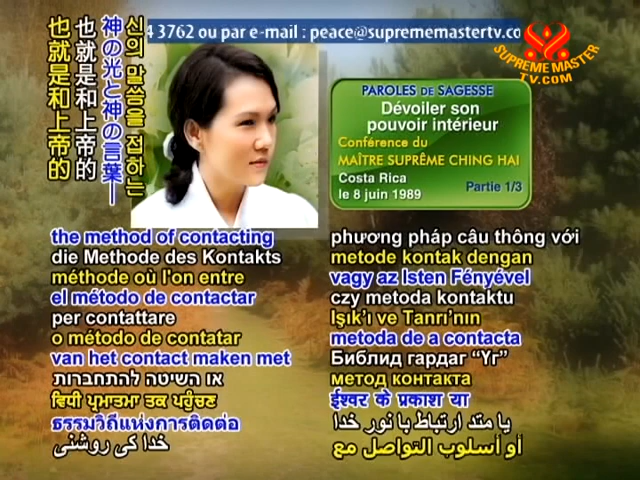 4 3762 ou par e-mail : peace@suprememastertv.co
SUPREME MASTER
TV.COM
신의 말씀을 접하는
神の光と神の言葉—
也就是和上帝的
也就是和上帝的
PAROLES DE SAGESSE
Dévoiler son
pouvoir intérieur
Conférence du
MAÎTRE SUPRÊME CHING HAI
Costa Rica
le 8 juin 1989
Partie 1/3
the method of contacting
die Methode des Kontakts
méthode où l'on entre
el método de contactar
per contattare
o método de contatar
van het contact maken met
או השיטה להתחברות
ਵਿਧੀ ਪ੍ਰਮਾਤਮਾ ਤਕ ਪਹੁੰਚਣ
ธรรมวิถีแห่งการติดต่อ
خدا کی روشنی
phương pháp câu thông với
metode kontak dengan
vagy az Isten Fényével
czy metoda kontaktu
Işık’ı ve Tanrı’nın
metoda de a contacta
Библид гардаг “Үг”
метод контакта
ईश्वर के प्रकाश या
یا متد ارتباط با نور خدا
أو أسلوب التواصل مع